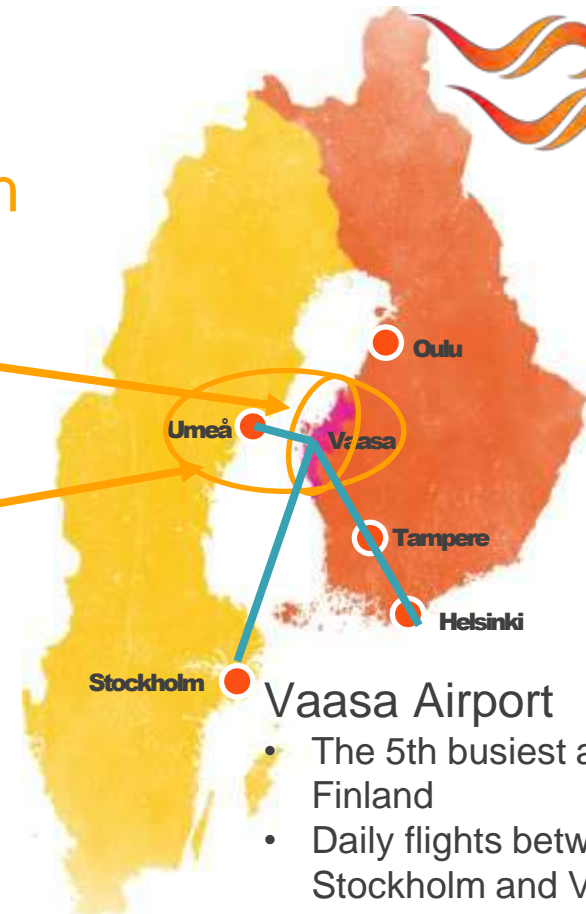 n
Oulu
Umeå
Vaasa
Tampere
Helsinki
Stockholm
Vaasa Airport
• The 5th busiest a
Finland
• Daily flights betw
Stockholm and V